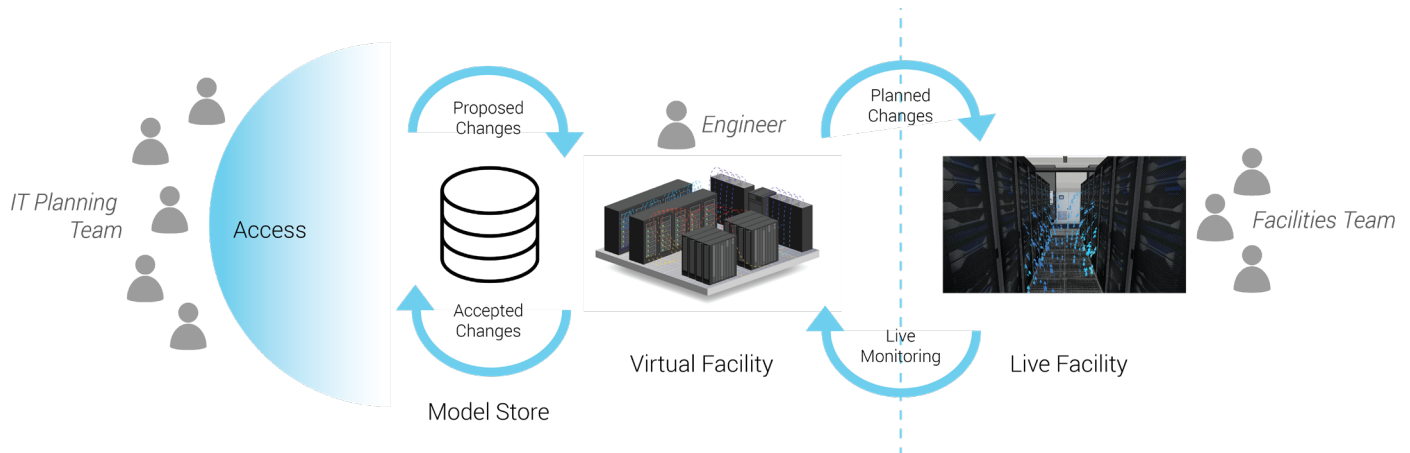 IT Planning
Team
Access
Proposed
Changes
Accepted
Changes
Model Store
Engineer
Virtual Facility
Planned
Changes
Live
Monitoring
Live Facility
Facilities Team